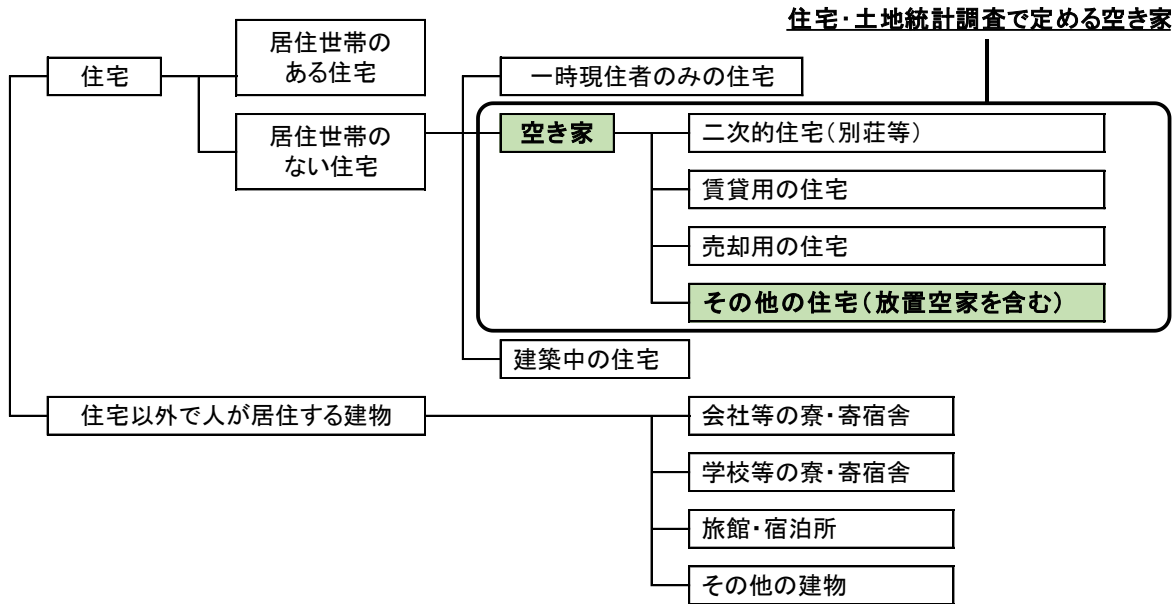 住宅・土地統計調査で定める空き家
住宅
居住世帯の
ある住宅
居住世帯の
ない住宅
一時現住者のみの住宅
空き家
二次的住宅(別荘等)
賃貸用の住宅
売却用の住宅
その他の住宅(放置空家を含む)
建築中の住宅
住宅以外で人が居住する建物
会社等の寮・寄宿舎
学校等の寮・寄宿舎
旅館・宿泊所
その他の建物